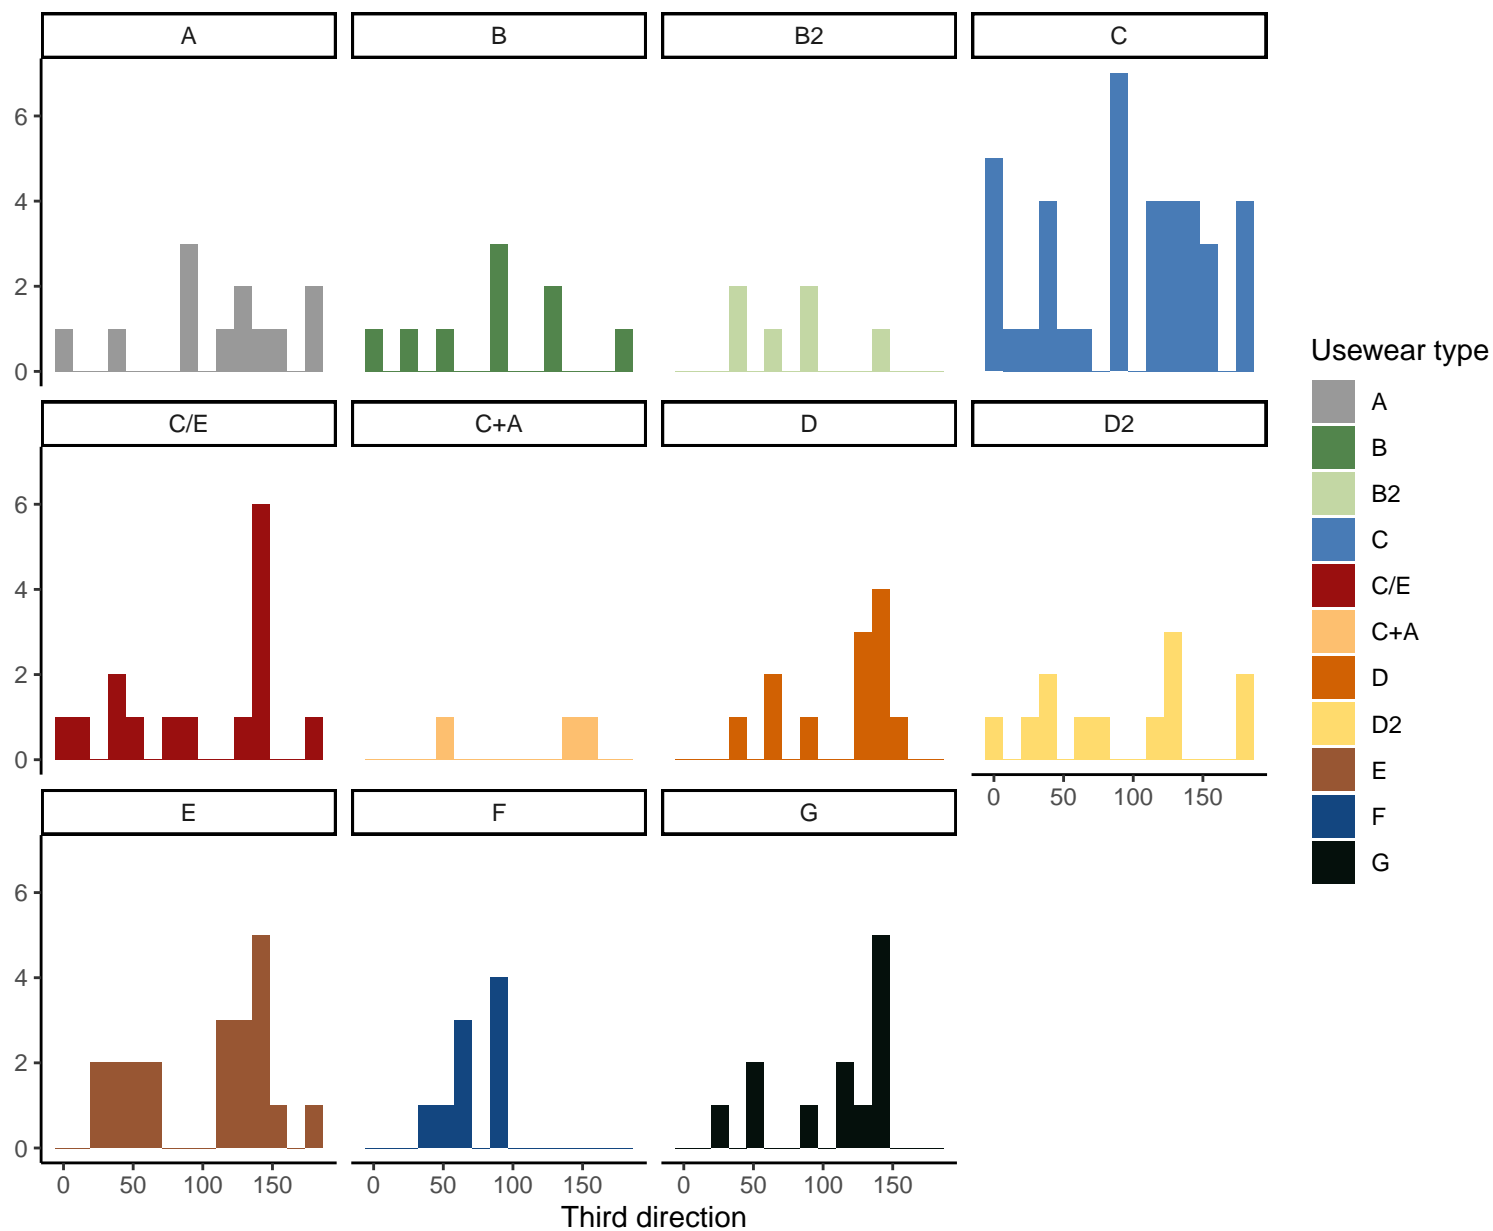 A B B2 C
6
4
2
0
C/E C+A D D2
6
4
2
0
0 50 100 150
E F G
6
4
2
0
0 50 100 150 0 50 100 150 0 50 100 150
Third direction
Usewear type
A
B
B2
C
C/E
C+A
D
D2
E
F
G